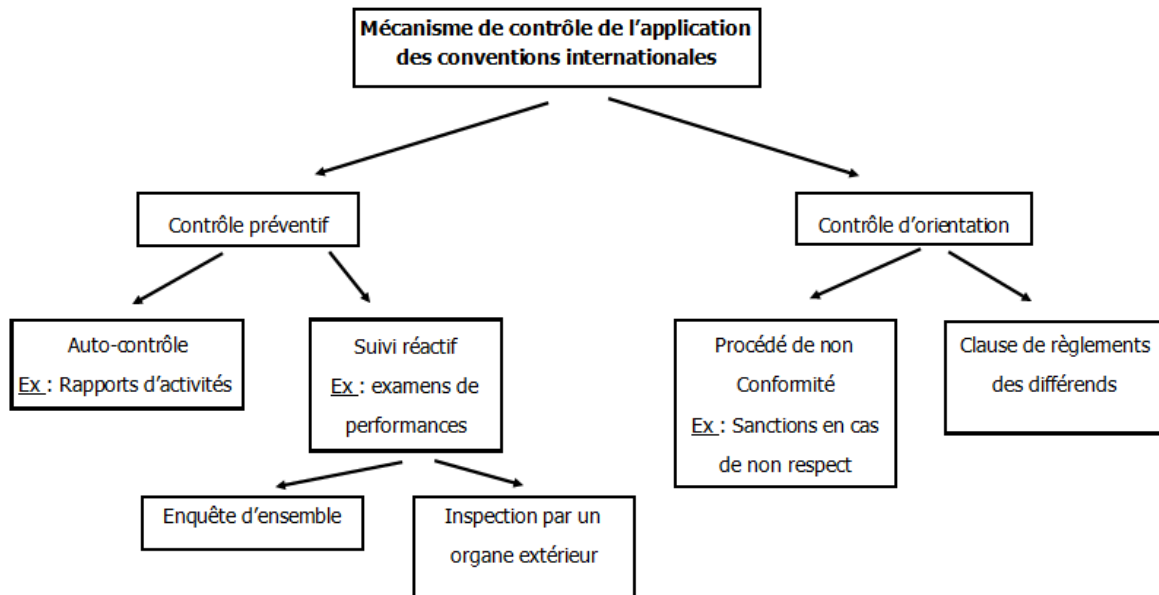 Mécanisme de contrôle de l'application
des conventions internationales
Contrôle préventif
Contrôle d'orientation
Auto-contrôle
Ex : Rapports d'activités
Suivi réactif
Ex : examens de
performances
Procédé de non
Conformité
Ex : Sanctions en cas
de non respect
Clause de règlements
des différends
Enquête d'ensemble
Inspection par un
organe extérieur